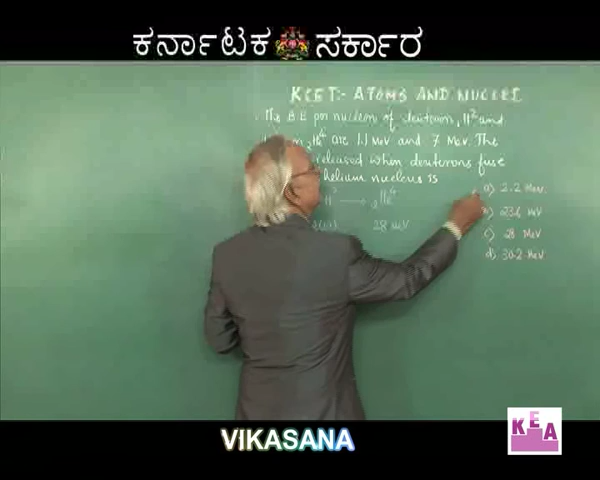 ಕರ್ನಾಟಕ ಸರ್ಕಾರ
KCET:- ATOMS AND NUCLEI
The B.E per nucleon of deuteron, ₁H² and
₂He⁴ are 1.1 MeV and 7 MeV. The
released when deuterons fuse
helium nucleus is
⟶ ₂He⁴
28 MeV
a) 2.2 MeV
b) 23.6 MeV
c) 28 MeV
d) 30.2 MeV
VIKASANA
KEA